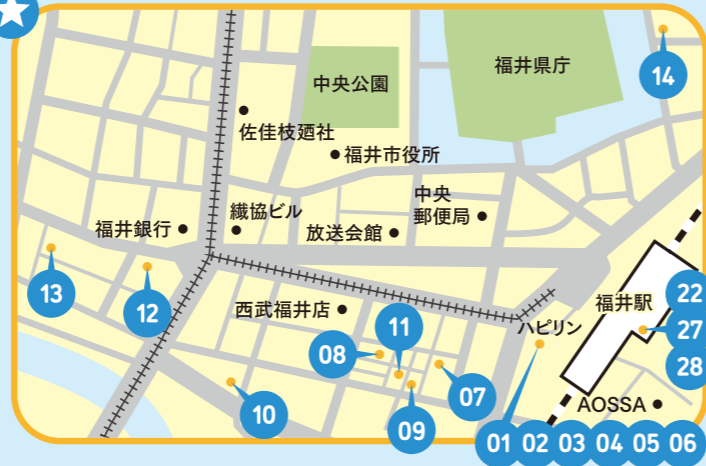 福井県庁
14
中央公園
佐佳枝廼社
福井市役所
中央
郵便局
繊協ビル
福井銀行
放送会館
13
12
西武福井店
福井駅
22
27
28
ハピリン
11
08
07
10
09
AOSSA
01 02 03 04 05 06